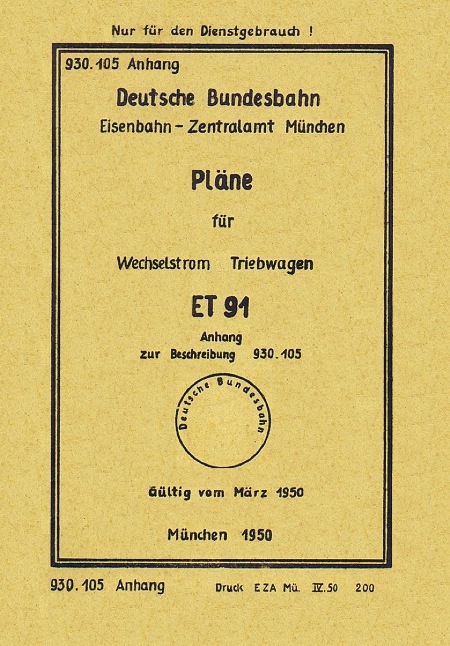 Nur für den Dienstgebrauch !
930.105 Anhang
Deutsche Bundesbahn
Eisenbahn-Zentralamt München
Pläne
für
Wechselstrom Triebwagen
ET 91
Anhang
zur Beschreibung 930.105
Deutsche Bundesbahn
Gültig vom März 1950
München 1950
930.105 Anhang Druck EZA Mü. IV.50 200